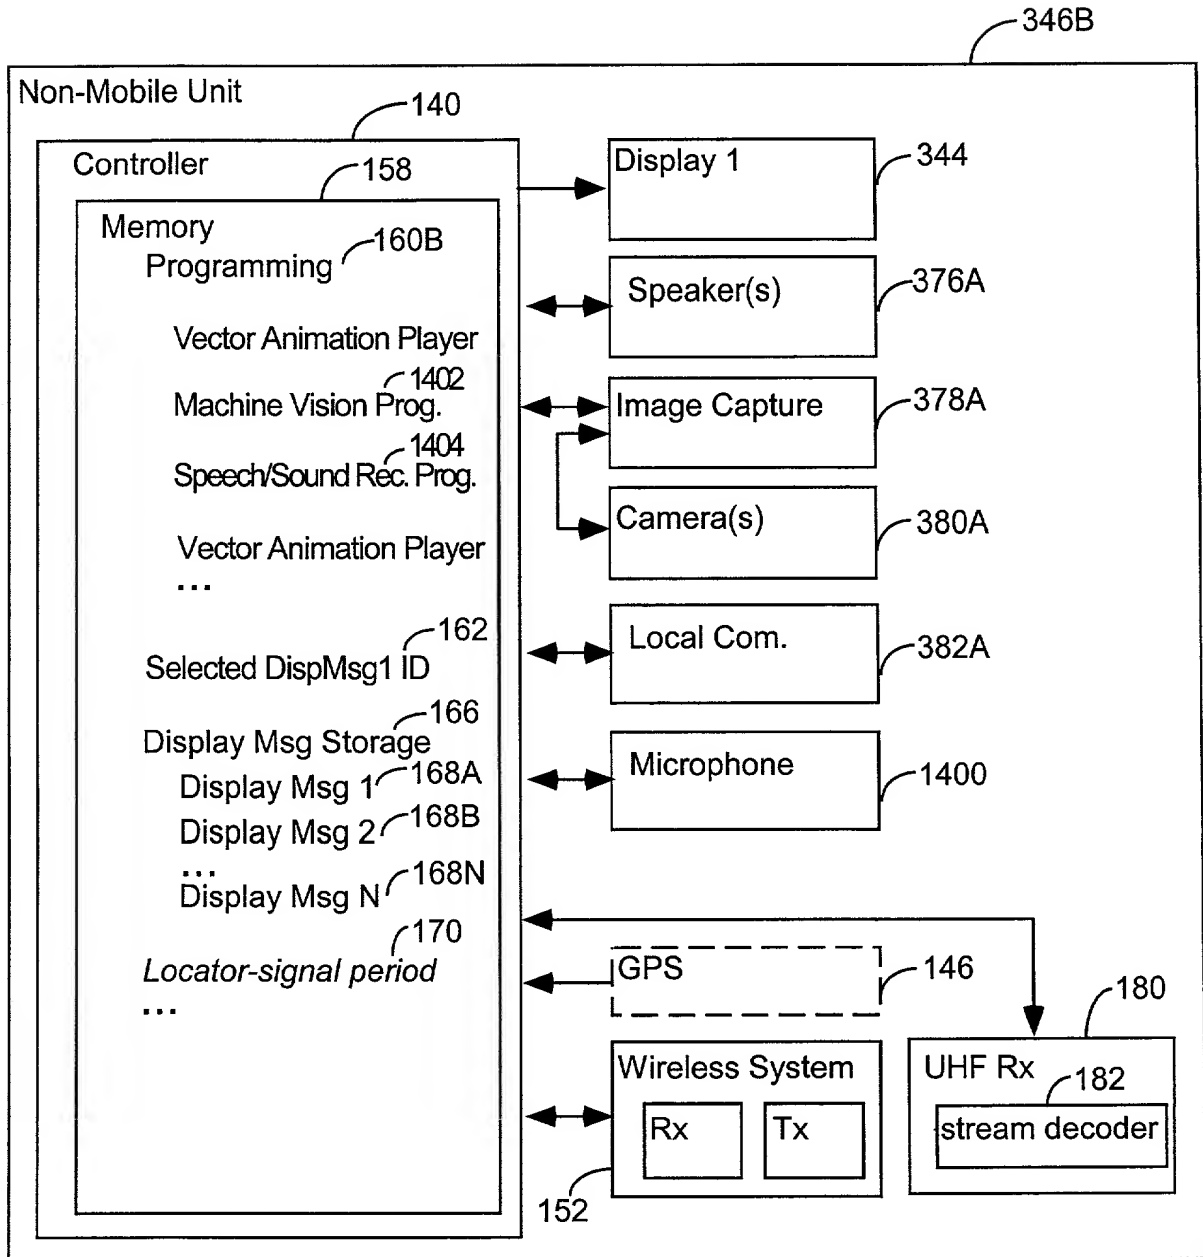 346B
Non-Mobile Unit
140
Controller
158
Memory
160B
Programming
Vector Animation Player
1402
Machine Vision Prog.
1404
Speech/Sound Rec. Prog.
Vector Animation Player
...
162
Selected DispMsg1 ID
166
Display Msg Storage
Display Msg 1 168A
Display Msg 2 168B
...
Display Msg N 168N
170
Locator-signal period
...
Display 1
344
Speaker(s)
376A
Image Capture
378A
Camera(s)
380A
Local Com.
382A
Microphone
1400
GPS
146
180
Wireless System
Rx Tx
152
UHF Rx
182
stream decoder